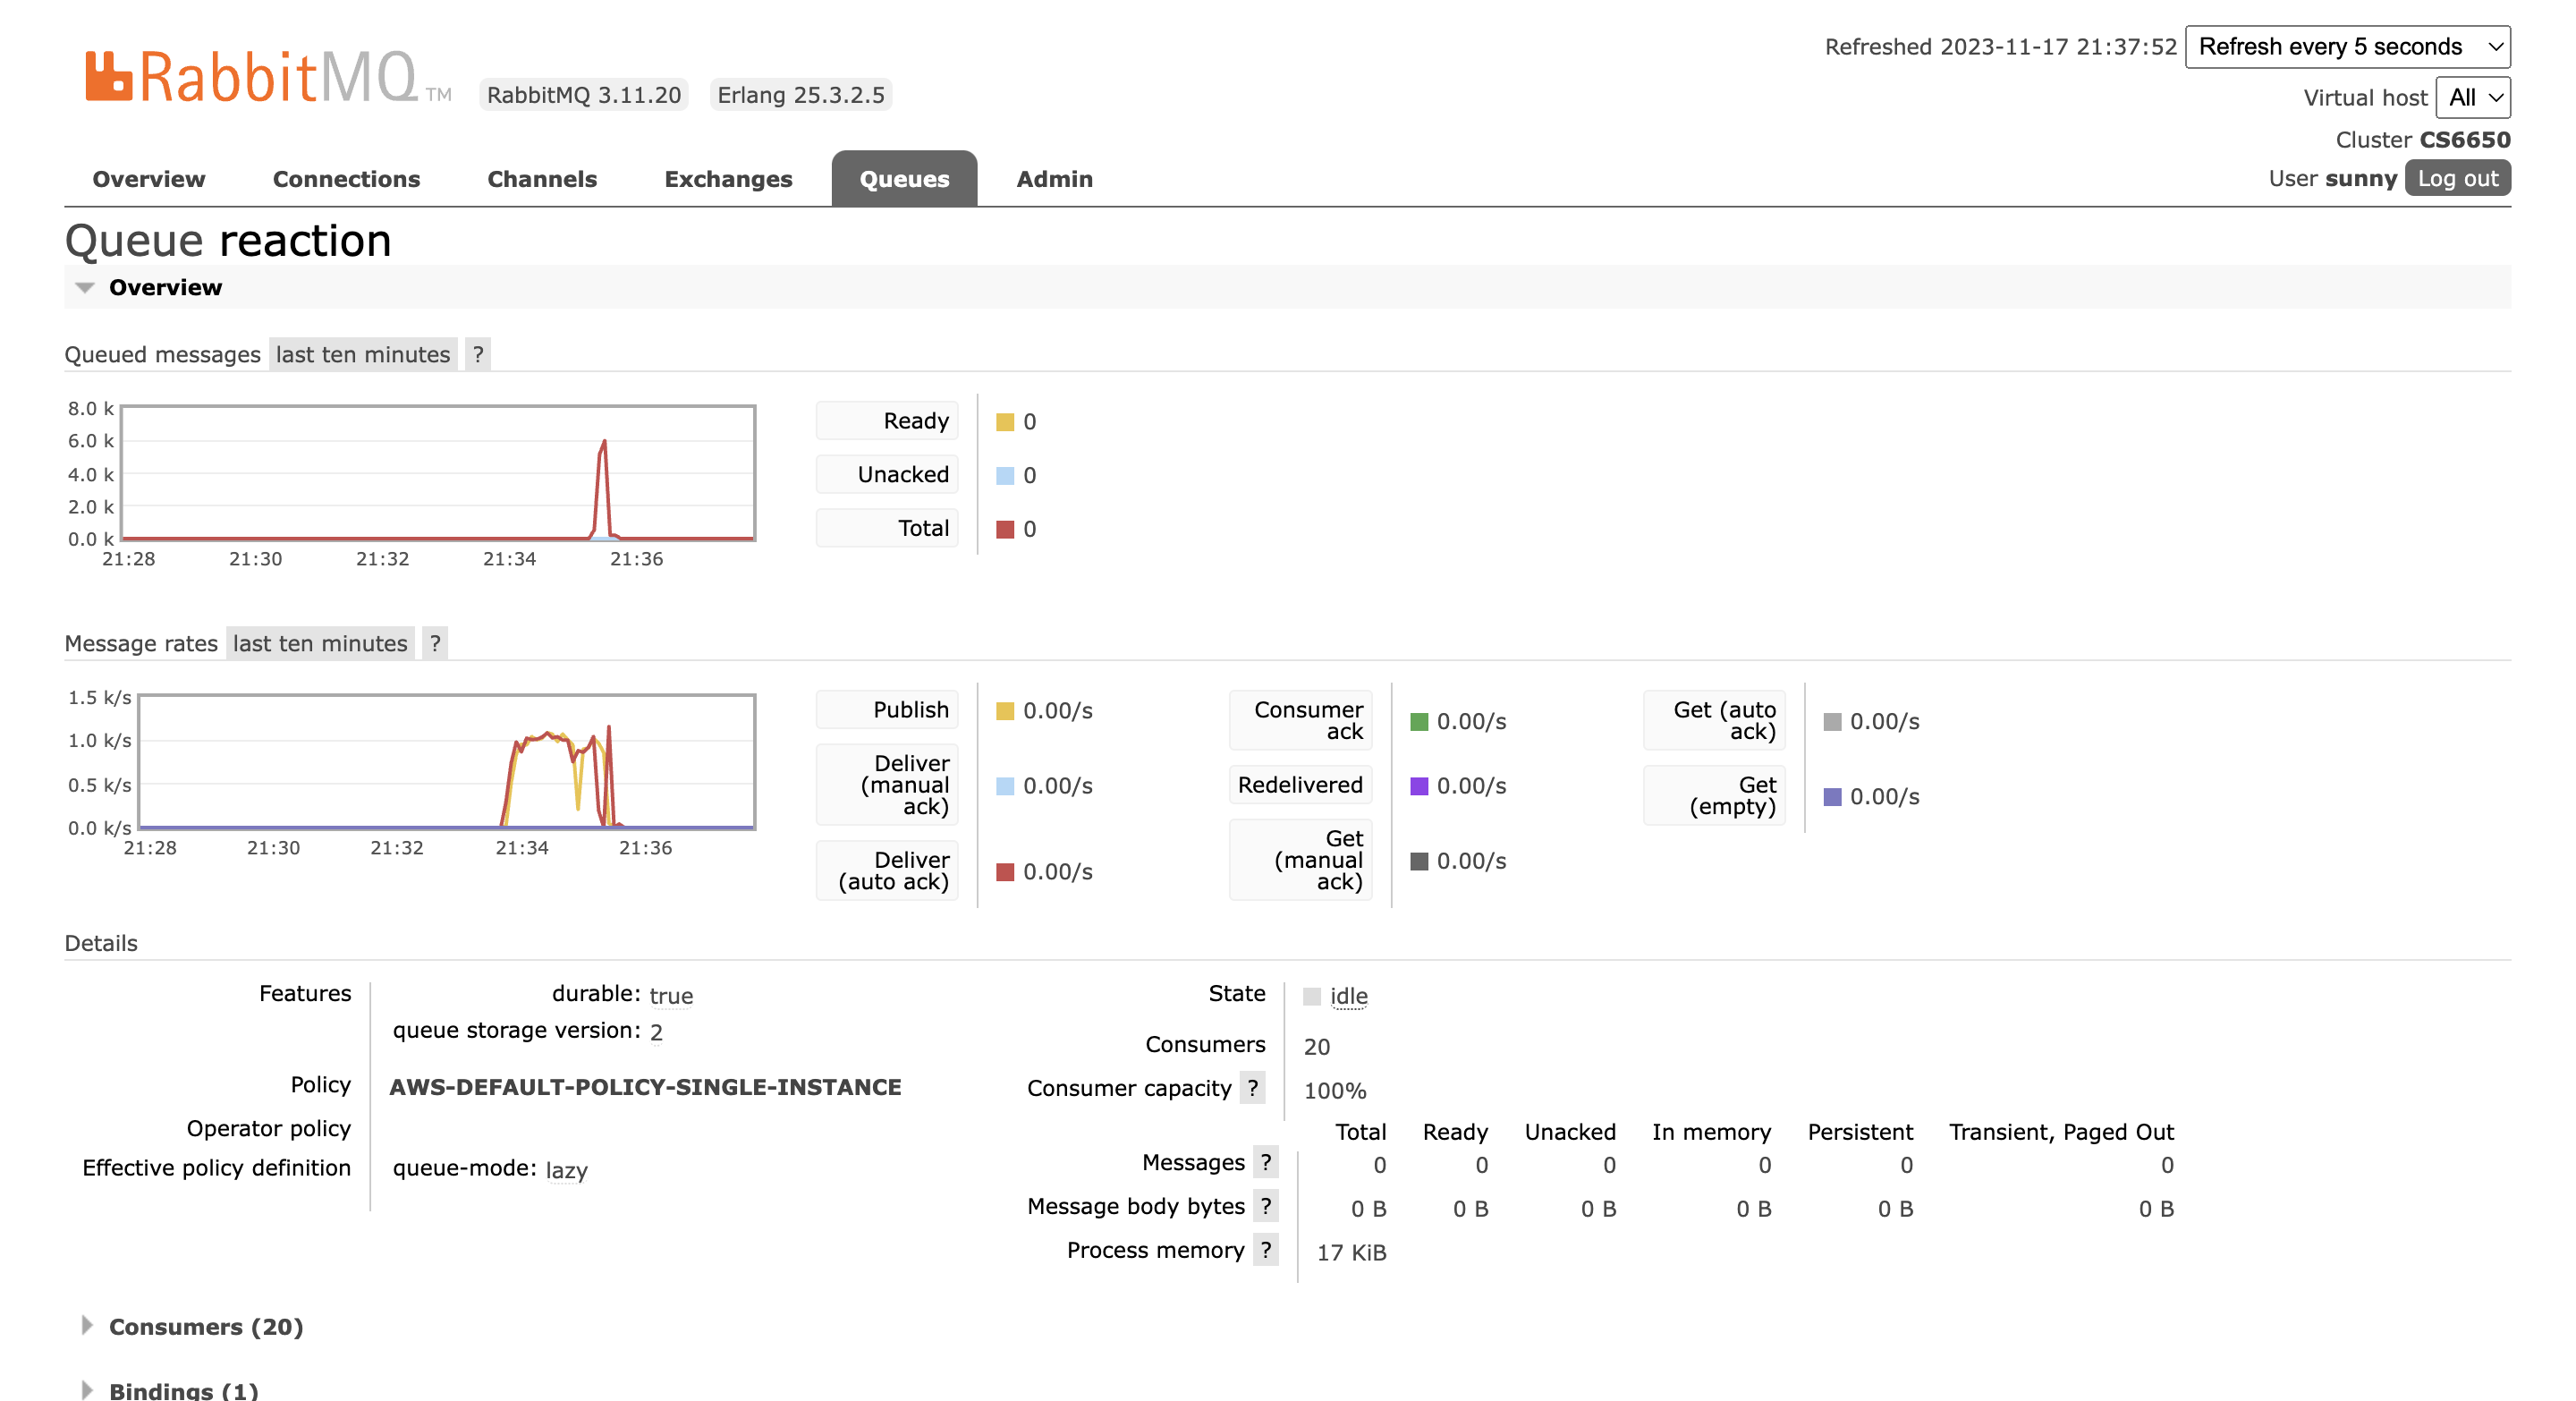 RabbitMQ TM RabbitMQ 3.11.20 Erlang 25.3.2.5
Refreshed 2023-11-17 21:37:52 Refresh every 5 seconds
Virtual host All
Cluster CS6650
User sunny Log out
Overview Connections Channels Exchanges Queues Admin
Queue reaction
Overview
Queued messages last ten minutes ?
8.0 k
6.0 k
4.0 k
2.0 k
0.0 k
21:28 21:30 21:32 21:34 21:36
Ready 0
Unacked 0
Total 0
Message rates last ten minutes ?
1.5 k/s
1.0 k/s
0.5 k/s
0.0 k/s
21:28 21:30 21:32 21:34 21:36
Publish 0.00/s
Deliver
(manual
ack)
0.00/s
Deliver
(auto ack)
0.00/s
Consumer
ack
0.00/s
Redelivered 0.00/s
Get
(manual
ack)
0.00/s
Get (auto
ack)
0.00/s
Get
(empty)
0.00/s
Details
Features durable: true
queue storage version: 2
Policy AWS-DEFAULT-POLICY-SINGLE-INSTANCE
Operator policy
Effective policy definition queue-mode: lazy
State idle
Consumers 20
Consumer capacity ? 100%
Total Ready Unacked In memory Persistent Transient, Paged Out
Messages ? 0 0 0 0 0 0
Message body bytes ? 0 B 0 B 0 B 0 B 0 B 0 B
Process memory ? 17 KiB
Consumers (20)
Bindings (1)